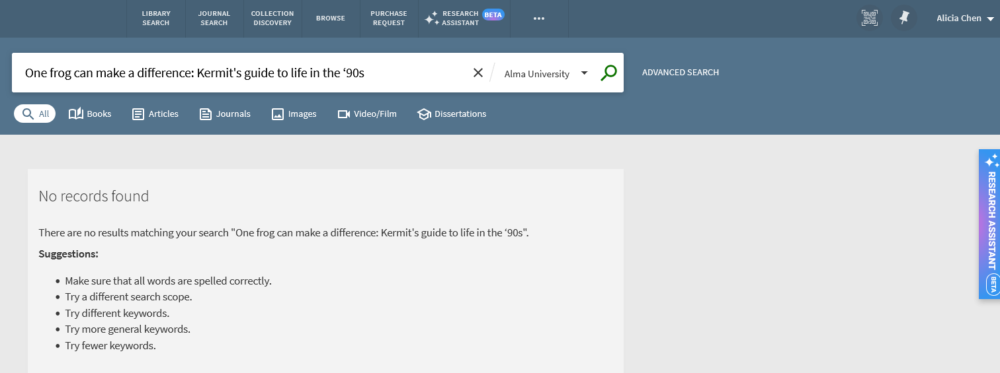 LIBRARY SEARCH
JOURNAL SEARCH
COLLECTION DISCOVERY
BROWSE
PURCHASE REQUEST
RESEARCH ASSISTANT BETA
Alicia Chen
One frog can make a difference: Kermit's guide to life in the ‘90s
Alma University
ADVANCED SEARCH
All
Books
Articles
Journals
Images
Video/Film
Dissertations
RESEARCH ASSISTANT BETA
No records found
There are no results matching your search "One frog can make a difference: Kermit's guide to life in the ‘90s".
Suggestions:
• Make sure that all words are spelled correctly.
• Try a different search scope.
• Try different keywords.
• Try more general keywords.
• Try fewer keywords.